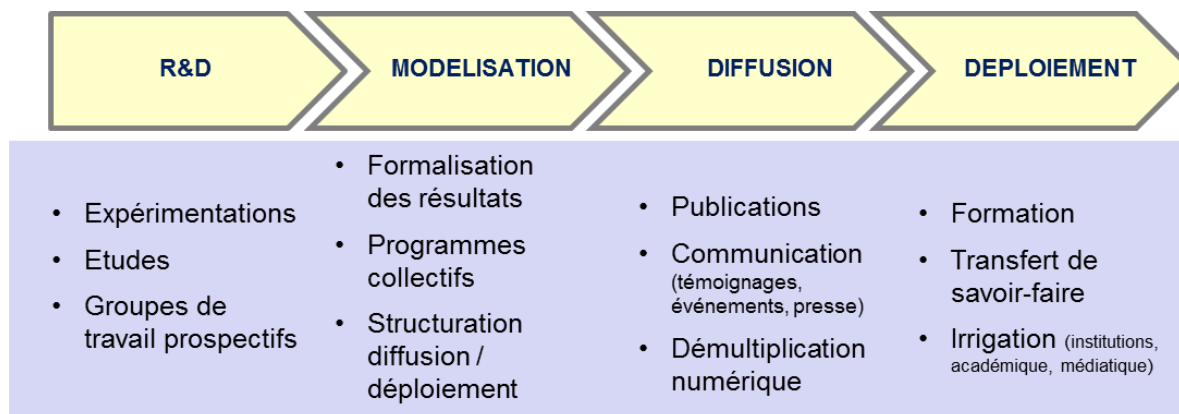 R&D
MODELISATION
DIFFUSION
DEPLOIEMENT
• Expérimentations
• Etudes
• Groupes de
travail prospectifs
• Formalisation
des résultats
• Programmes
collectifs
• Structuration
diffusion /
déploiement
• Publications
• Communication
(témoignages,
événements, presse)
• Démultiplication
numérique
• Formation
• Transfert de
savoir-faire
• Irrigation (institutions,
académique, médiatique)